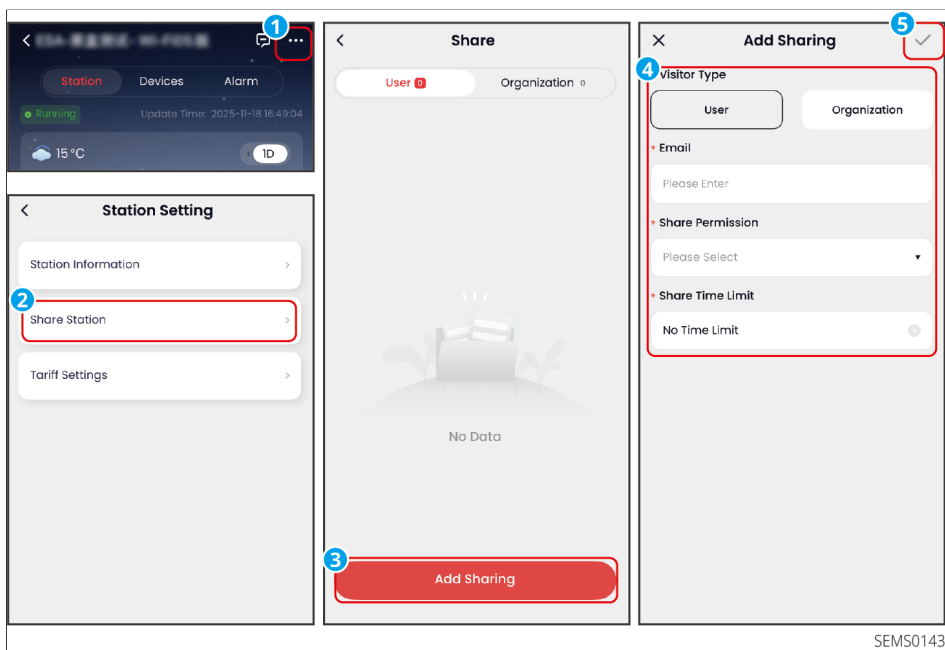 1
Station
Devices
Alarm
Running
Update Time: 2025-11-18 16:49:04
15 °C
1D
Station Setting
Station Information
2
Share Station
Tariff Settings
Share
User 0
Organization 0
No Data
3
Add Sharing
5
Add Sharing
4
Visitor Type
User
Organization
* Email
Please Enter
* Share Permission
Please Select
* Share Time Limit
No Time Limit
SEMS0143